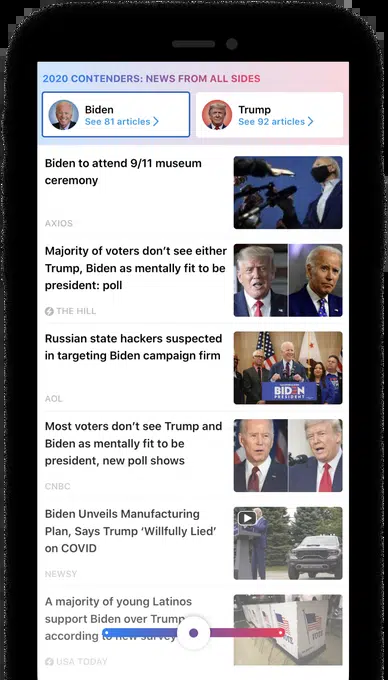 2020 CONTENDERS: NEWS FROM ALL SIDES
Biden
See 81 articles
Trump
See 92 articles
Biden to attend 9/11 museum
ceremony
AXIOS
Majority of voters don’t see either
Trump, Biden as mentally fit to be
president: poll
THE HILL
Russian state hackers suspected
in targeting Biden campaign firm
BIDEN
PRESIDENT
AOL
Most voters don’t see Trump and
Biden as mentally fit to be
president, new poll shows
CNBC
Biden Unveils Manufacturing
Plan, Says Trump ‘Willfully Lied’
on COVID
NEWSY
A majority of young Latinos
support Biden over Trump
according to new survey
VOTE
USA TODAY